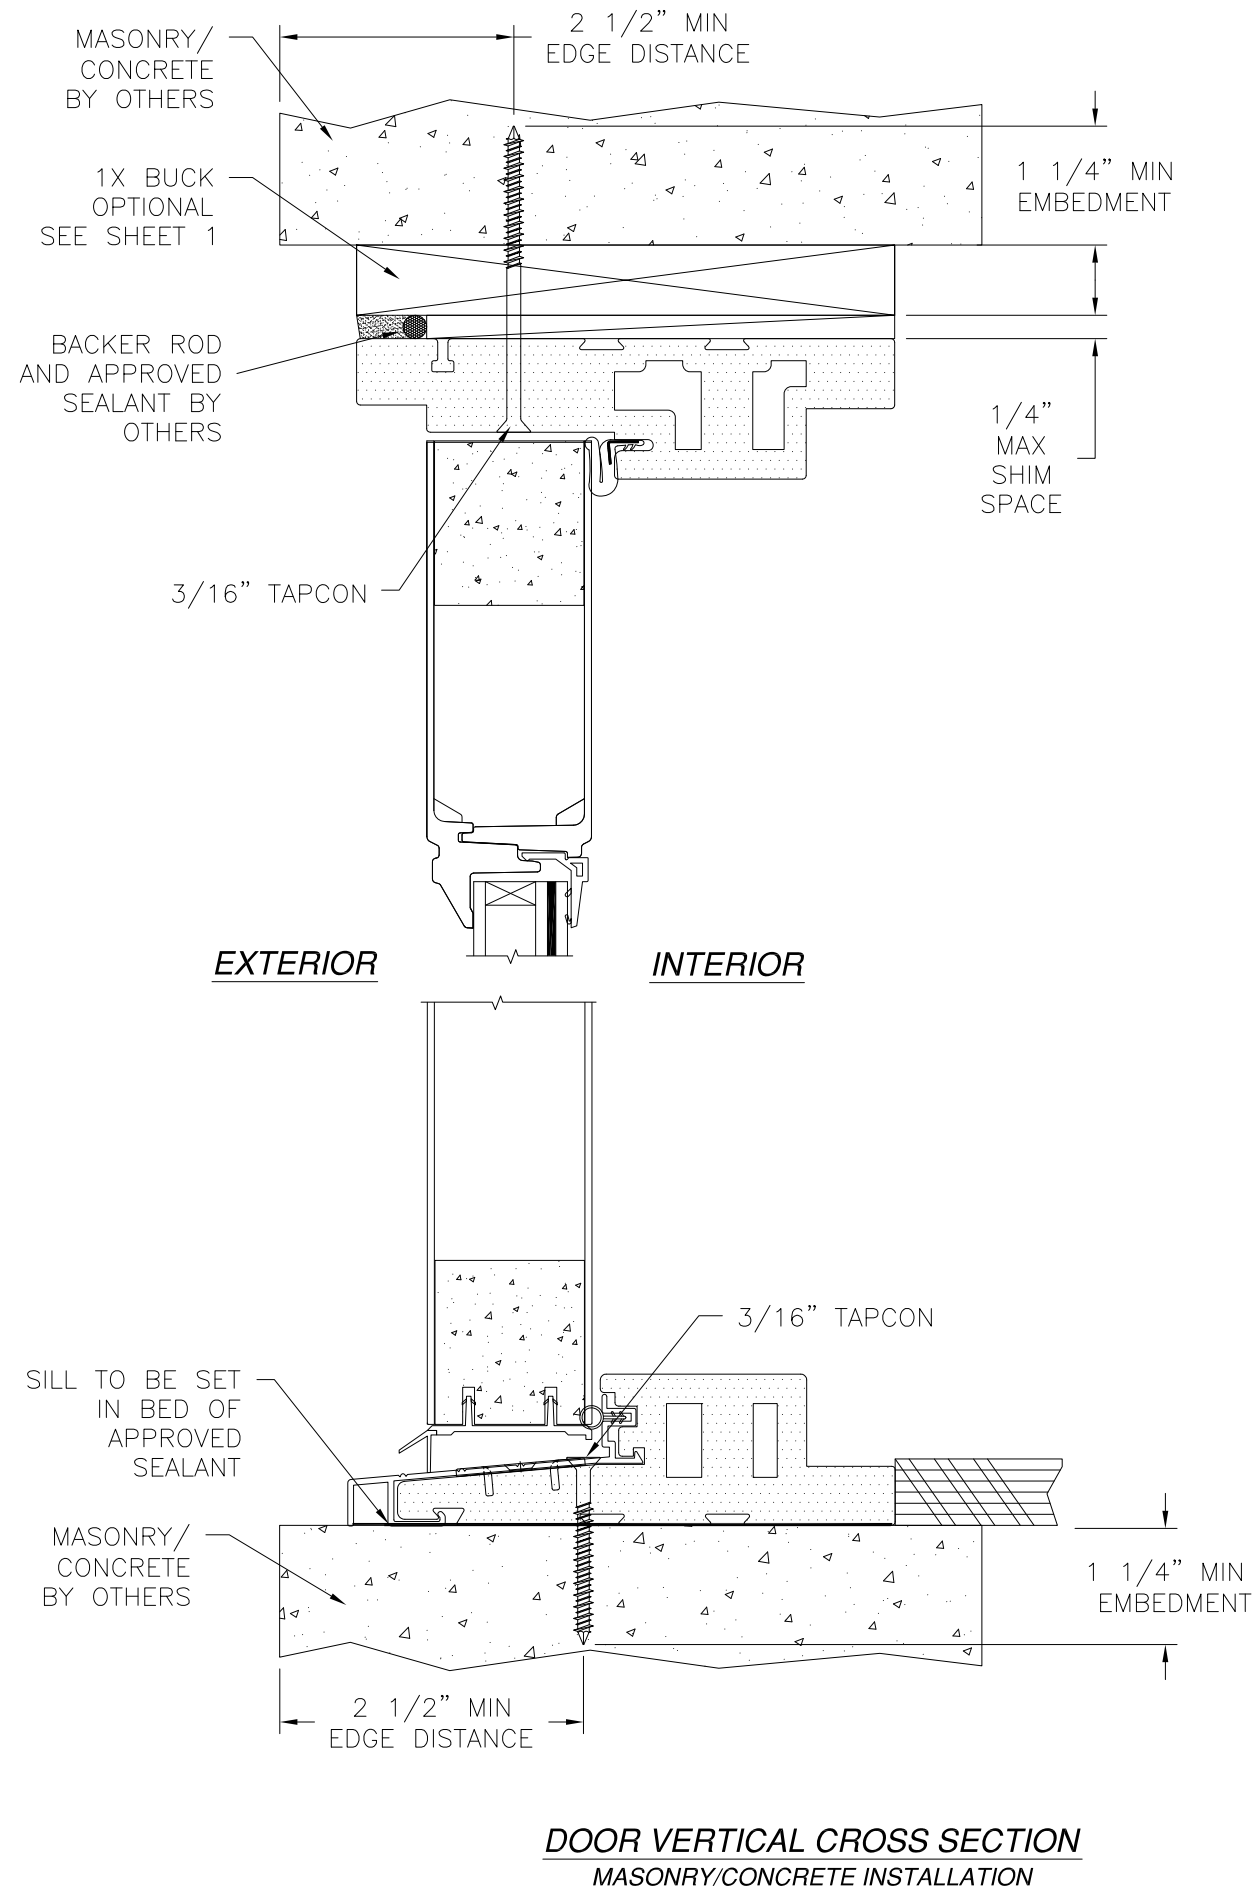 2 1/2” MIN
EDGE DISTANCE
MASONRY/
CONCRETE
BY OTHERS
1 1/4” MIN
EMBEDMENT
1X BUCK
OPTIONAL
SEE SHEET 1
BACKER ROD
AND APPROVED
SEALANT BY
OTHERS
1/4”
MAX
SHIM
SPACE
3/16” TAPCON
EXTERIOR
INTERIOR
3/16” TAPCON
SILL TO BE SET
IN BED OF
APPROVED
SEALANT
MASONRY/
CONCRETE
BY OTHERS
1 1/4” MIN
EMBEDMENT
2 1/2” MIN
EDGE DISTANCE
DOOR VERTICAL CROSS SECTION
MASONRY/CONCRETE INSTALLATION